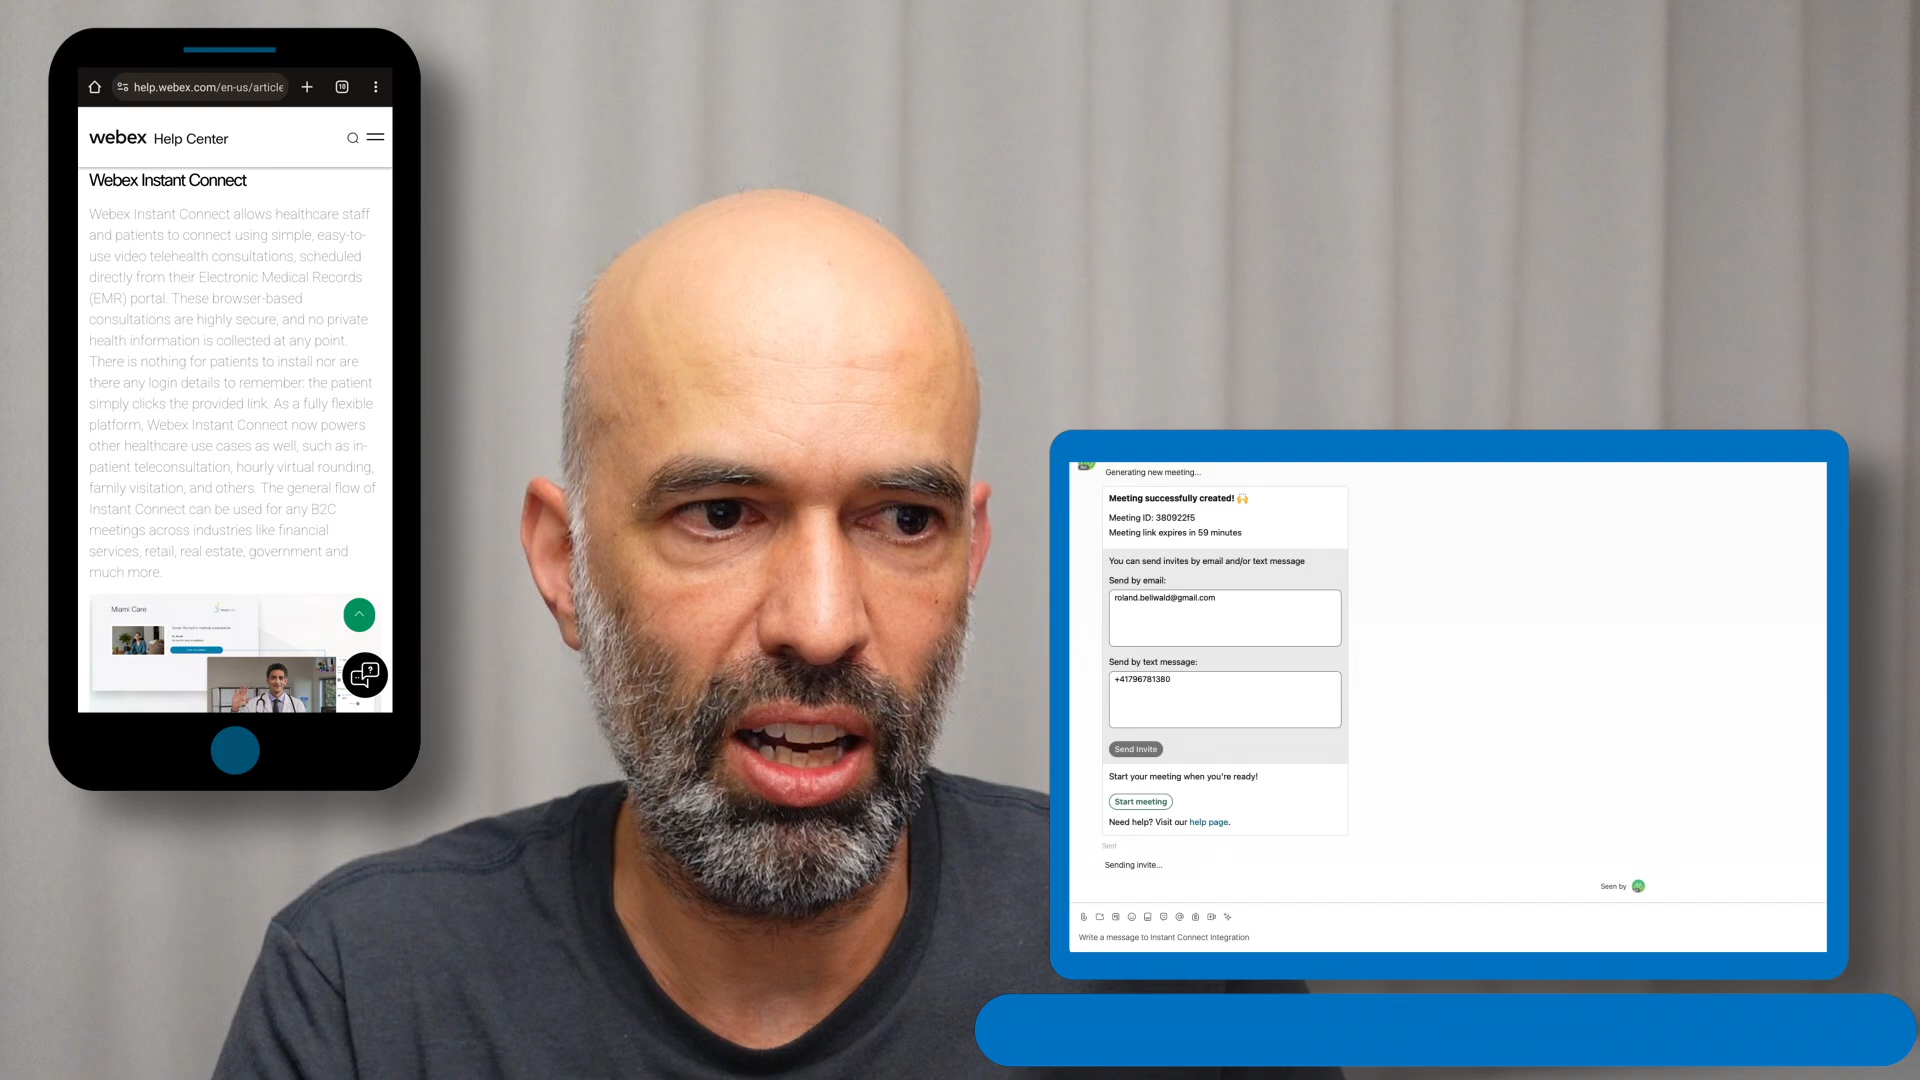 help.webex.com/en-us/article
10
webex Help Center
Webex Instant Connect
Webex Instant Connect allows healthcare staff
and patients to connect using simple, easy-to-
use video telehealth consultations, scheduled
directly from their Electronic Medical Records
(EMR) portal. These browser-based
consultations are highly secure, and no private
health information is collected at any point.
There is nothing for patients to install nor are
there any login details to remember: the patient
simply clicks the provided link. As a fully flexible
platform, Webex Instant Connect now powers
other healthcare use cases as well, such as in-
patient teleconsultation, hourly virtual rounding,
family visitation, and others. The general flow of
Instant Connect can be used for any B2C
meetings across industries like financial
services, retail, real estate, government and
much more.
Miami Care
Generating new meeting...
Meeting successfully created! 🙌
Meeting ID: 380922f5
Meeting link expires in 59 minutes
You can send invites by email and/or text message
Send by email:
roland.bellwald@gmail.com
Send by text message:
+41796781380
Send Invite
Start your meeting when you're ready!
Start meeting
Need help? Visit our help page.
Sent
Sending invite...
Seen by
Write a message to Instant Connect Integration